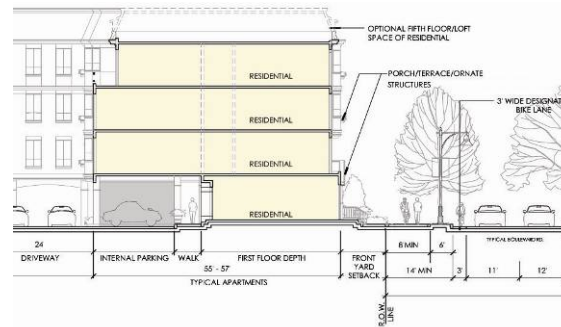 OPTIONAL FIFTH FLOOR/LOFT
SPACE OF RESIDENTIAL
RESIDENTIAL
PORCH/TERRACE/ORNATE
STRUCTURES
3' WIDE DESIGNAT
BIKE LANE
RESIDENTIAL
RESIDENTIAL
RESIDENTIAL
TYPICAL BOULEVARD
24
8 MIN
6'
DRIVEWAY
INTERNAL PARKING
WALK
FIRST FLOOR DEPTH
FRONT
YARD
SETBACK
14' MIN
3'
11'
12'
55' - 57'
TYPICAL APARTMENTS
R.O.W.
LINE